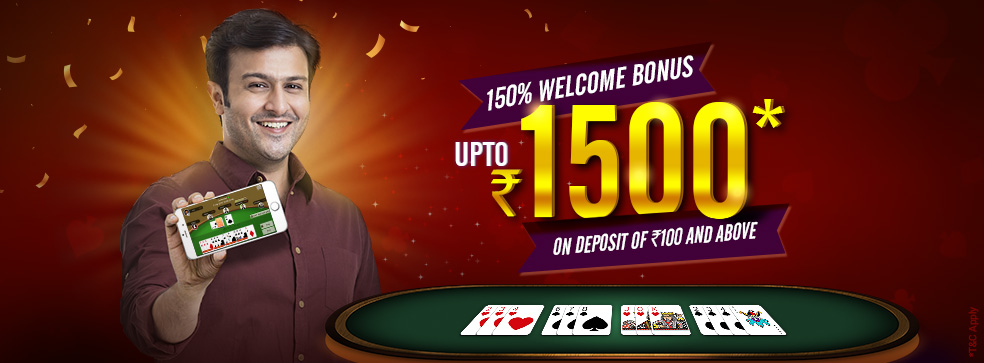 150% WELCOME BONUS
UPTO ₹1500*
ON DEPOSIT OF ₹100 AND ABOVE
*T&C Apply